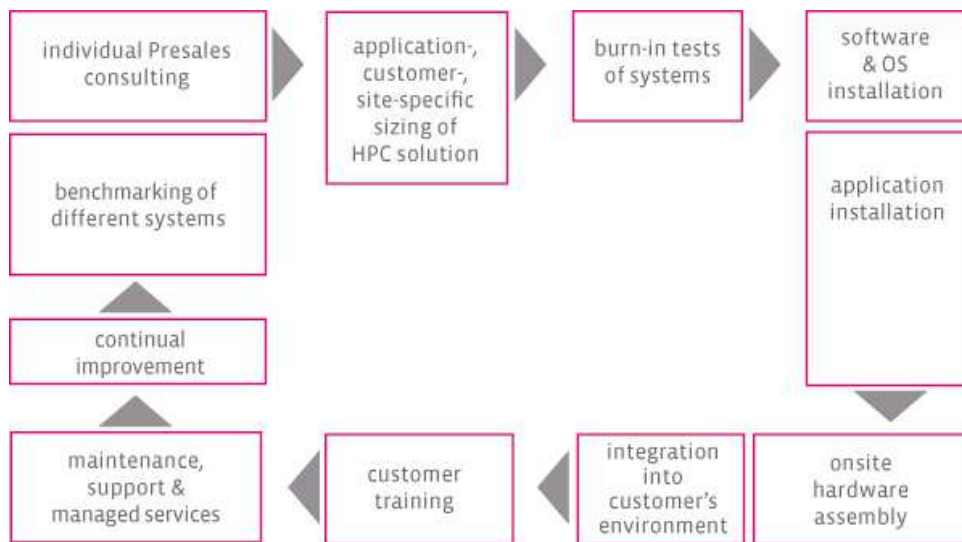 individual Presales
consulting
application-,
customer-,
site-specific
sizing of
HPC solution
burn-in tests
of systems
software
& OS
installation
benchmarking of
different systems
application
installation
continual
improvement
maintenance,
support &
managed services
customer
training
integration
into
customer’s
environment
onsite
hardware
assembly